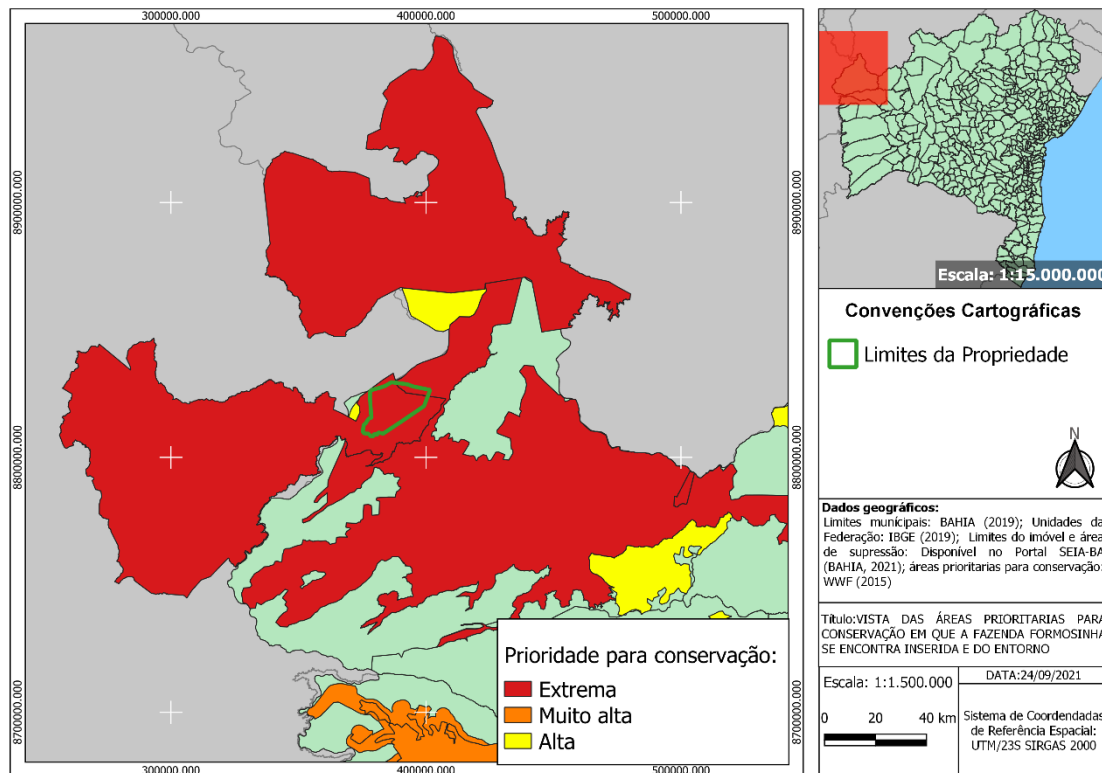 300000.000
400000.000
500000.000
8900000.000
8800000.000
8700000.000
8900000.000
8800000.000
8700000.000
300000.000
400000.000
500000.000
Prioridade para conservação:
Extrema
Muito alta
Alta
Escala: 1:15.000.000
Convenções Cartográficas
Limites da Propriedade
N
Dados geográficos:
Limites municipais: BAHIA (2019); Unidades da
Federação: IBGE (2019); Limites do imóvel e área
de supressão: Disponível no Portal SEIA-BA
(BAHIA, 2021); áreas prioritarias para conservação:
WWF (2015)
Título:VISTA DAS ÁREAS PRIORITARIAS PARA
CONSERVAÇÃO EM QUE A FAZENDA FORMOSINHA
SE ENCONTRA INSERIDA E DO ENTORNO
Escala: 1:1.500.000
DATA:24/09/2021
0 20 40 km
Sistema de Coordendadas
de Referência Espacial:
UTM/23S SIRGAS 2000